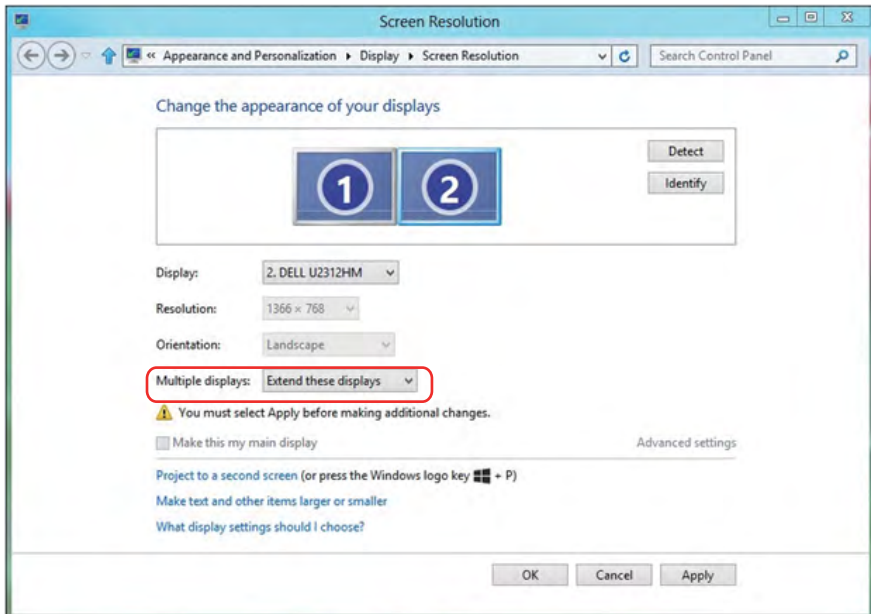 Screen Resolution
« Appearance and Personalization ▸ Display ▸ Screen Resolution
Search Control Panel
Change the appearance of your displays
1 2
Detect
Identify
Display: 2. DELL U2312HM
Resolution: 1366 × 768
Orientation: Landscape
Multiple displays: Extend these displays
You must select Apply before making additional changes.
Make this my main display Advanced settings
Project to a second screen (or press the Windows logo key + P)
Make text and other items larger or smaller
What display settings should I choose?
OK Cancel Apply